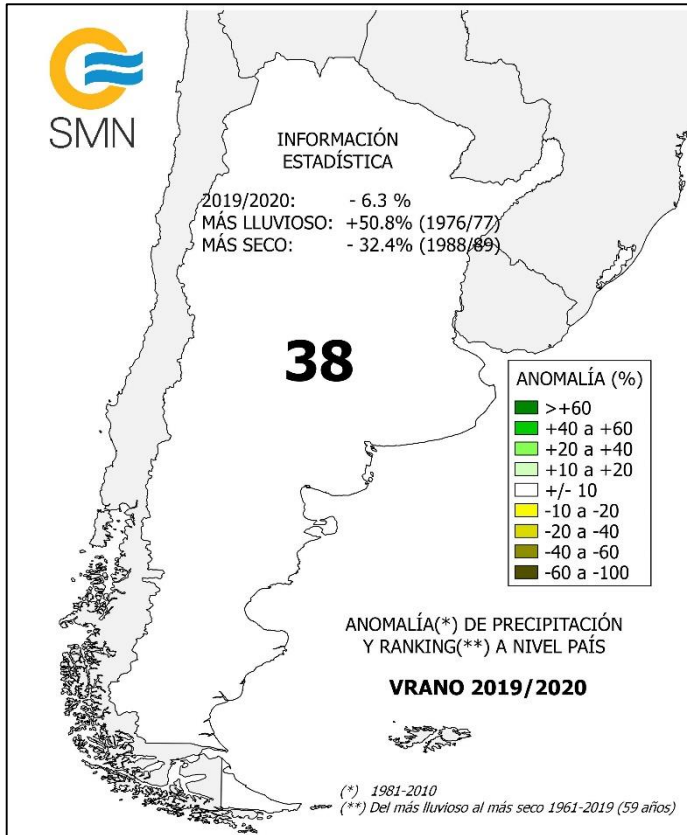 SMN
INFORMACIÓN
ESTADÍSTICA
2019/2020: - 6.3 %
MÁS LLUVIOSO: +50.8% (1976/77)
MÁS SECO: - 32.4% (1988/89)
38
ANOMALÍA (%)
>+60
+40 a +60
+20 a +40
+10 a +20
+/- 10
-10 a -20
-20 a -40
-40 a -60
-60 a -100
ANOMALÍA(*) DE PRECIPITACIÓN
Y RANKING(**) A NIVEL PAÍS
VRANO 2019/2020
(*) 1981-2010
(**) Del más lluvioso al más seco 1961-2019 (59 años)